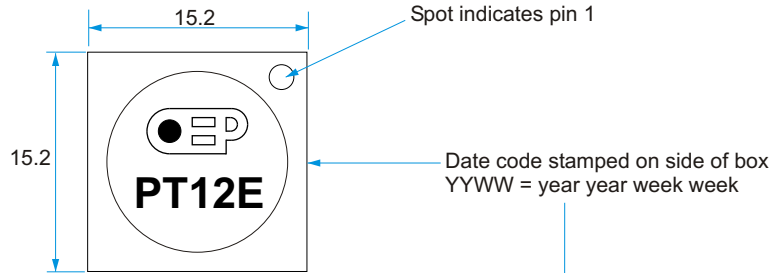 15.2
Spot indicates pin 1
15.2
OEP
PT12E
Date code stamped on side of box
YYWW = year year week week